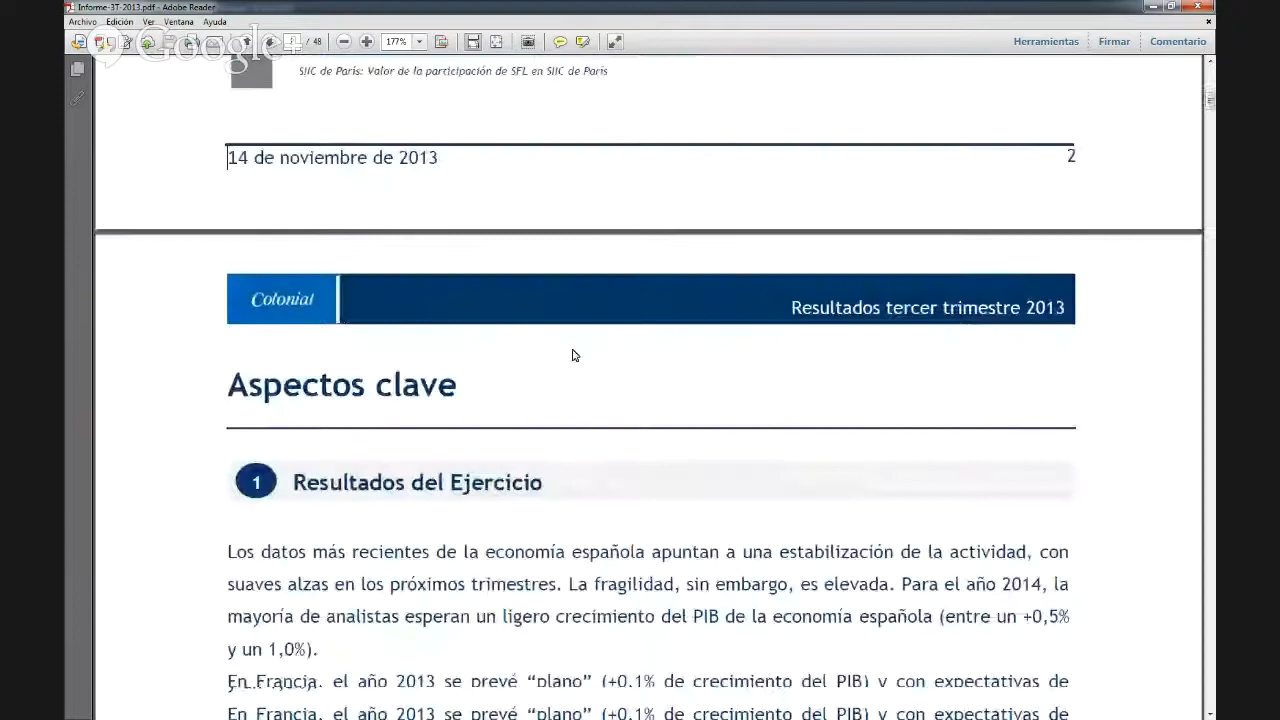 Informe-3T-2013.pdf - Adobe Reader
Archivo Edición Ver Ventana Ayuda
Google+
/ 48
177%
Herramientas Firmar Comentario
SIIC de Paris: Valor de la participación de SFL en SIIC de Paris
14 de noviembre de 2013
2
Colonial
Resultados tercer trimestre 2013
Aspectos clave
1 Resultados del Ejercicio
Los datos más recientes de la economía española apuntan a una estabilización de la actividad, con
suaves alzas en los próximos trimestres. La fragilidad, sin embargo, es elevada. Para el año 2014, la
mayoría de analistas esperan un ligero crecimiento del PIB de la economía española (entre un +0,5%
y un 1,0%).
En Francia, el año 2013 se prevé “plano” (+0.1% de crecimiento del PIB) y con expectativas de
En Francia, el año 2013 se prevé “plano” (+0.1% de crecimiento del PIB) y con expectativas de